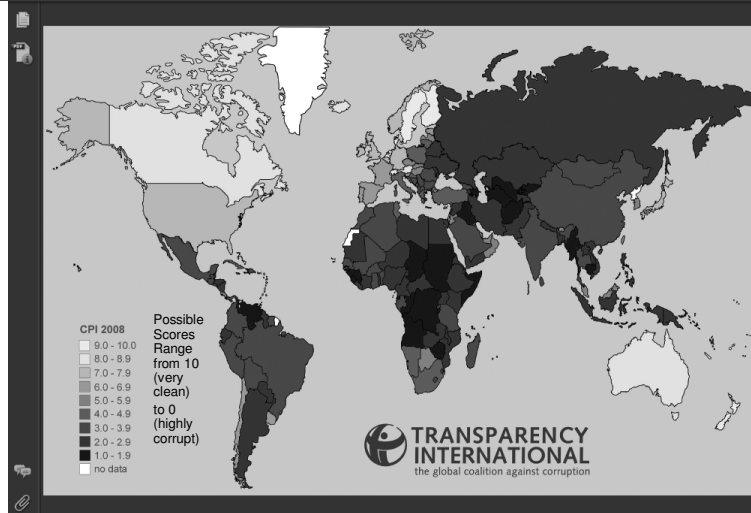 PDF
CPI 2008
9.0 - 10.0
8.0 - 8.9
7.0 - 7.9
6.0 - 6.9
5.0 - 5.9
4.0 - 4.9
3.0 - 3.9
2.0 - 2.9
1.0 - 1.9
no data
Possible
Scores
Range
from 10
(very
clean)
to 0
(highly
corrupt)
TRANSPARENCY
INTERNATIONAL
the global coalition against corruption